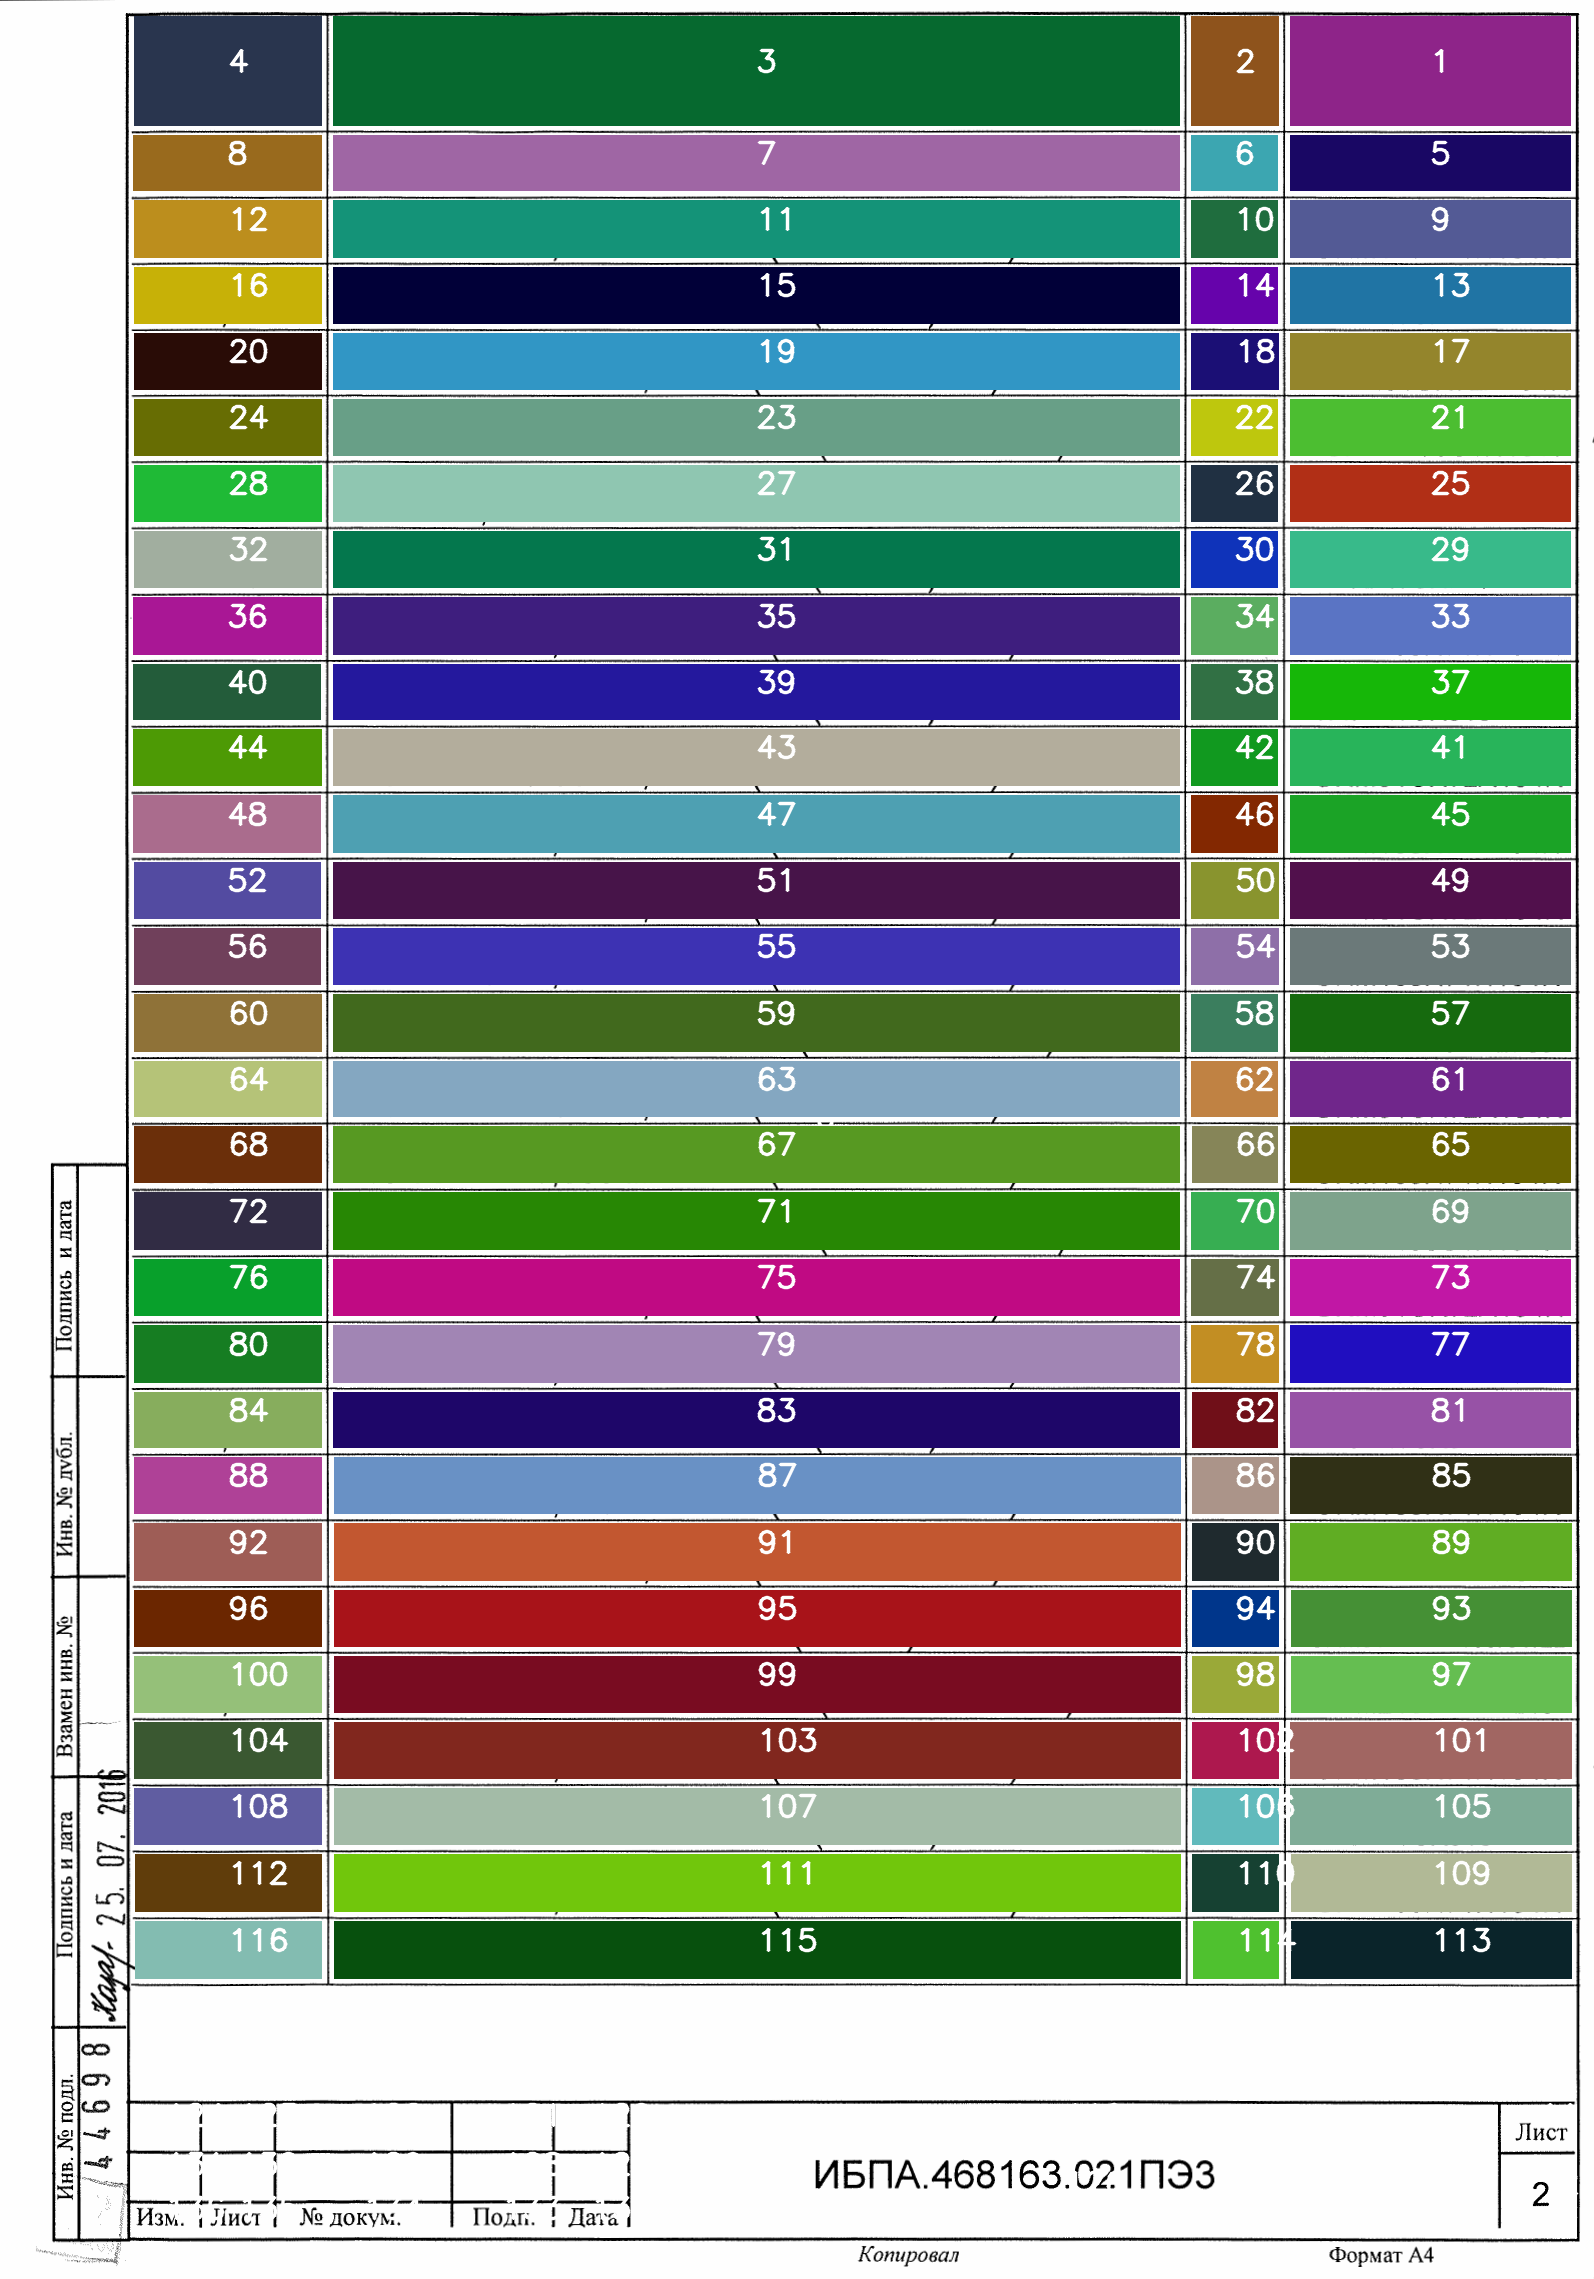 4 3 2 1
8 7 6 5
12 11 10 9
16 15 14 13
20 19 18 17
24 23 22 21
28 27 26 25
32 31 30 29
36 35 34 33
40 39 38 37
44 43 42 41
48 47 46 45
52 51 50 49
56 55 54 53
60 59 58 57
64 63 62 61
68 67 66 65
72 71 70 69
76 75 74 73
80 79 78 77
84 83 82 81
88 87 86 85
92 91 90 89
96 95 94 93
100 99 98 97
104 103 102 101
108 107 106 105
112 111 110 109
116 115 114 113
Подпись и дата
Инв. № дубл.
Взамен инв. №
Подпись и дата
25.07.2016
Инв. № подл.
44698
ИБПА.468163.021ПЭ3
Лист
2
Изм. Лист № докум. Подп. Дата
Копировал
Формат А4